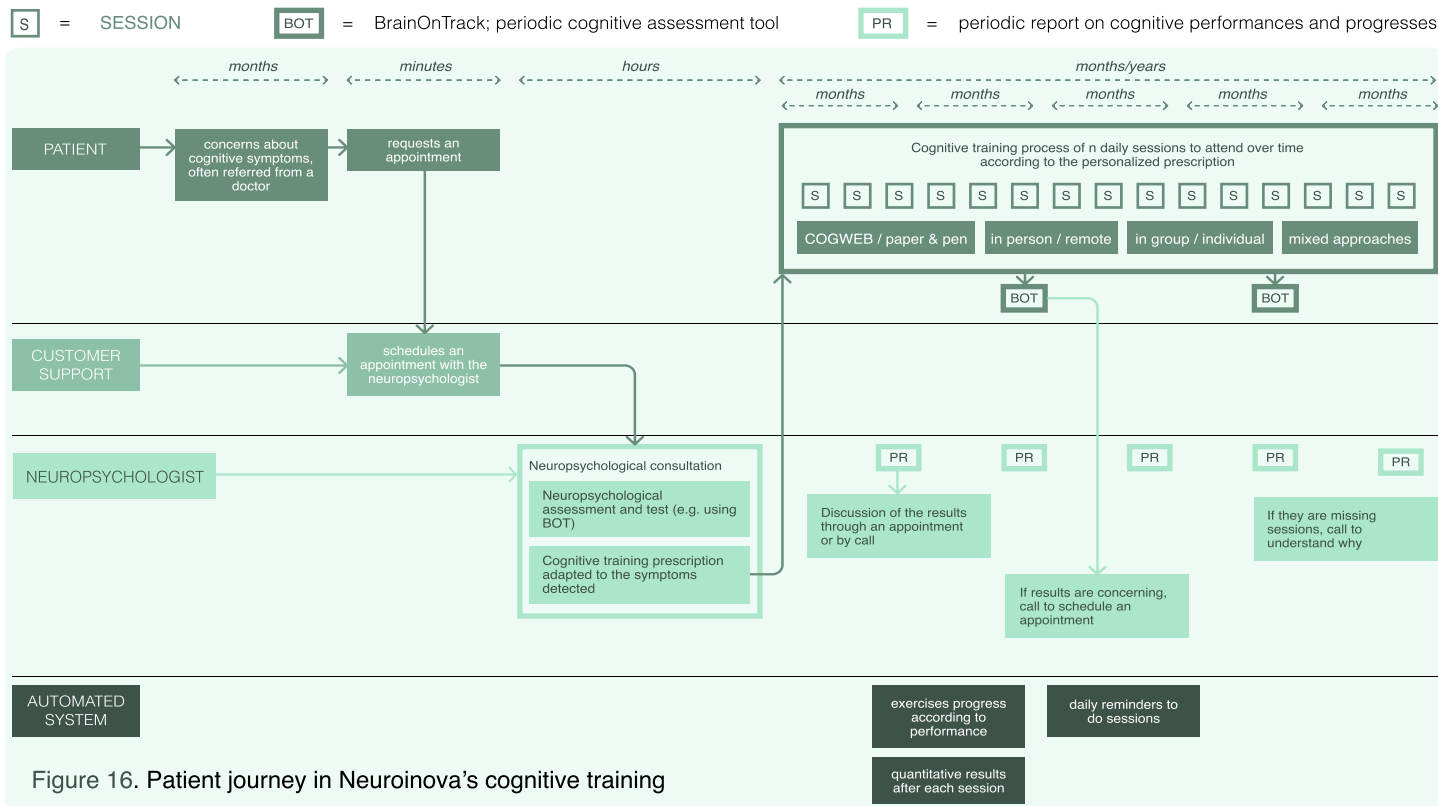 S = SESSION
BOT = BrainOnTrack; periodic cognitive assessment tool
PR = periodic report on cognitive performances and progresses
months
minutes
hours
months/years
months
months
months
months
months
PATIENT
concerns about
cognitive symptoms,
often referred from a
doctor
requests an
appointment
Cognitive training process of n daily sessions to attend over time
according to the personalized prescription
S S S S S S S S S S S S S S S
COGWEB / paper & pen
in person / remote
in group / individual
mixed approaches
BOT
BOT
CUSTOMER
SUPPORT
schedules an
appointment with the
neuropsychologist
NEUROPSYCHOLOGIST
Neuropsychological consultation
Neuropsychological
assessment and test (e.g. using
BOT)
Cognitive training prescription
adapted to the symptoms
detected
PR
PR
PR
PR
PR
Discussion of the results
through an appointment
or by call
If results are concerning,
call to schedule an
appointment
If they are missing
sessions, call to
understand why
AUTOMATED
SYSTEM
exercises progress
according to
performance
daily reminders to
do sessions
quantitative results
after each session
Figure 16. Patient journey in Neuroinova’s cognitive training